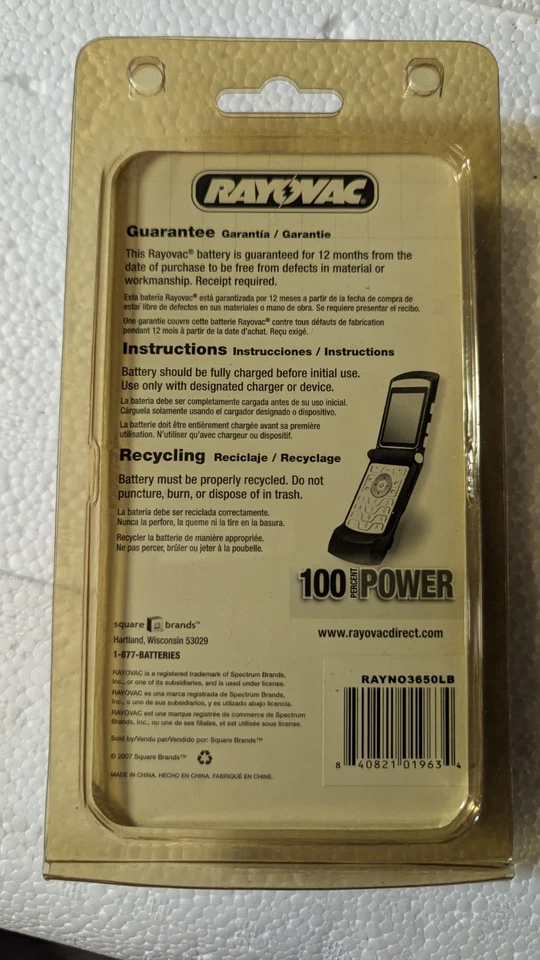 RAYOVAC®
Guarantee Garantía / Garantie
This Rayovac® battery is guaranteed for 12 months from the
date of purchase to be free from defects in material or
workmanship. Receipt required.
Esta batería Rayovac® está garantizada por 12 meses a partir de la fecha de compra de
estar libre de defectos en sus materiales o mano de obra. Se requiere presentar el recibo.
Une garantie couvre cette batterie Rayovac® contre tous défauts de fabrication
pendant 12 mois à partir de la date d'achat. Reçu exigé.
Instructions Instrucciones / Instructions
Battery should be fully charged before initial use.
Use only with designated charger or device.
La batería debe ser completamente cargada antes de su uso inicial.
Cárguela solamente usando el cargador designado o dispositivo.
La batterie doit être entièrement chargée avant sa première
utilisation. N'utiliser qu'avec chargeur ou dispositif.
Recycling Reciclaje / Recyclage
Battery must be properly recycled. Do not
puncture, burn, or dispose of in trash.
La batería debe ser reciclada correctamente.
Nunca la perfore, la queme ni la tire en la basura.
Recycler la batterie de manière appropriée.
Ne pas percer, brûler ou jeter à la poubelle.
100 PERCENT POWER
square brands™
Hartland, Wisconsin 53029
1-877-BATTERIES
www.rayovacdirect.com
RAYOVAC is a registered trademark of Spectrum Brands,
Inc., or one of its subsidiaries, and is used under license.
RAYOVAC es una marca registrada de Spectrum Brands,
Inc., o uno de sus subsidiarios, y es utilizado abajo licencia.
RAYOVAC est une marque registrée de commerce de Spectrum
Brands, Inc., ou une de ses filiales, et est utilisée sous license.
Sold by/Vendu par/Vendido por: Square Brands™
© 2007 Square Brands™
MADE IN CHINA. HECHO EN CHINA. FABRIQUÉ EN CHINE.
RAYNO3650LB
8 40821 01963 4